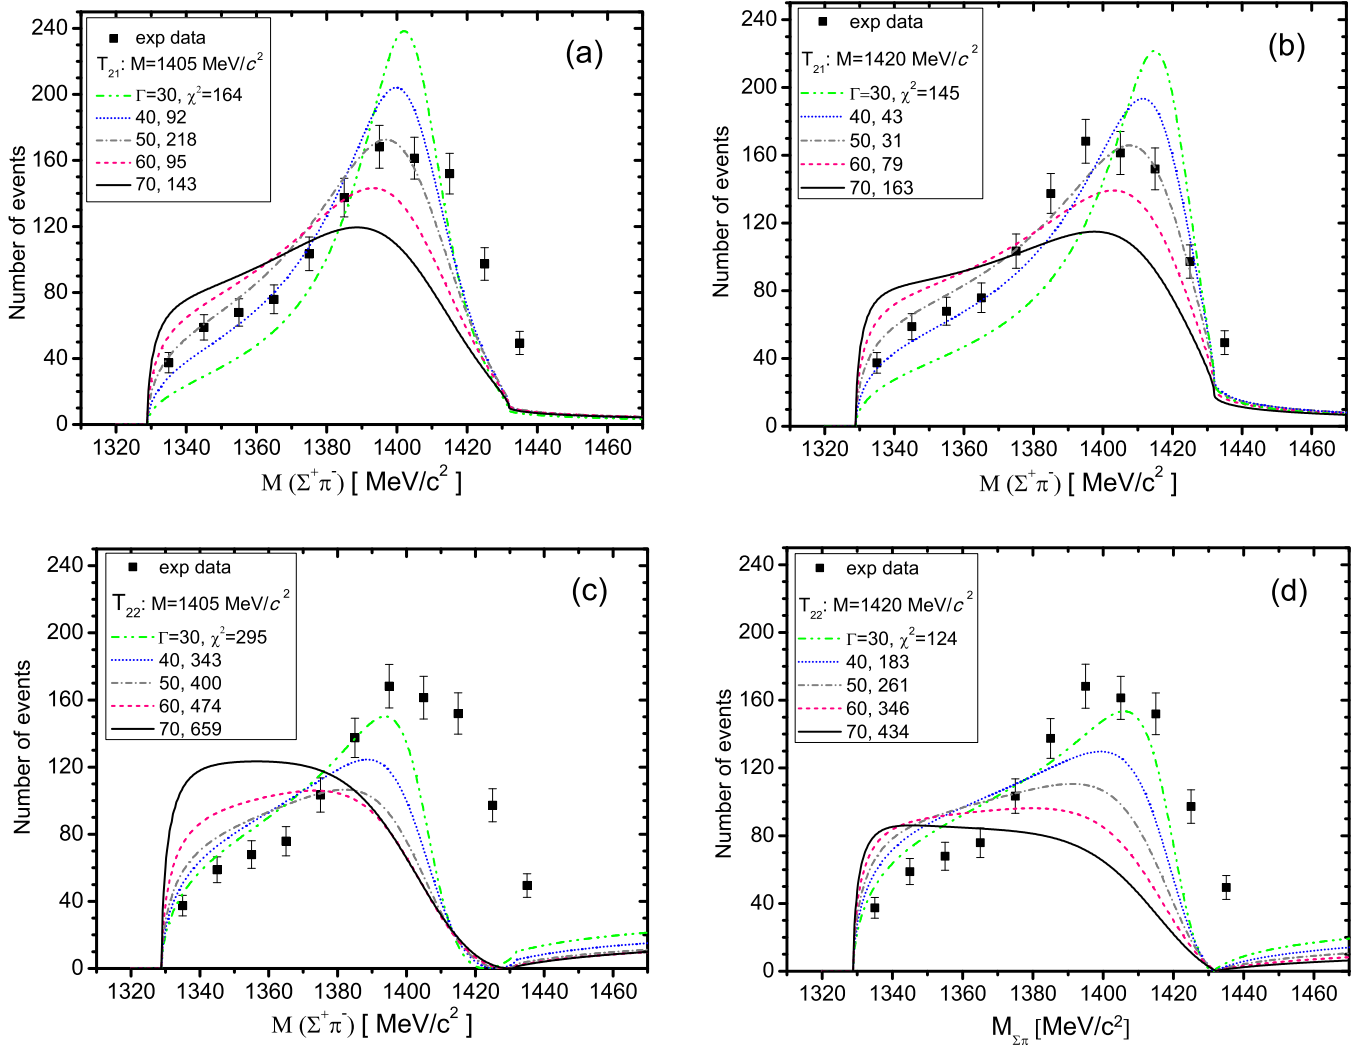 (a)
exp data
T21: M=1405 MeV/c²
Γ=30, χ²=164
40, 92
50, 218
60, 95
70, 143
Number of events
240
200
160
120
80
40
0
1320 1340 1360 1380 1400 1420 1440 1460
M (Σ⁺π⁻) [ MeV/c² ]
(b)
exp data
T21: M=1420 MeV/c²
Γ=30, χ²=145
40, 43
50, 31
60, 79
70, 163
Number of events
240
200
160
120
80
40
0
1320 1340 1360 1380 1400 1420 1440 1460
M (Σ⁺π⁻) [ MeV/c² ]
(c)
exp data
T22: M=1405 MeV/c²
Γ=30, χ²=295
40, 343
50, 400
60, 474
70, 659
Number of events
240
200
160
120
80
40
0
1320 1340 1360 1380 1400 1420 1440 1460
M (Σ⁺π⁻) [ MeV/c² ]
(d)
exp data
T22: M=1420 MeV/c²
Γ=30, χ²=124
40, 183
50, 261
60, 346
70, 434
Number of events
240
200
160
120
80
40
0
1320 1340 1360 1380 1400 1420 1440 1460
MΣπ [MeV/c²]